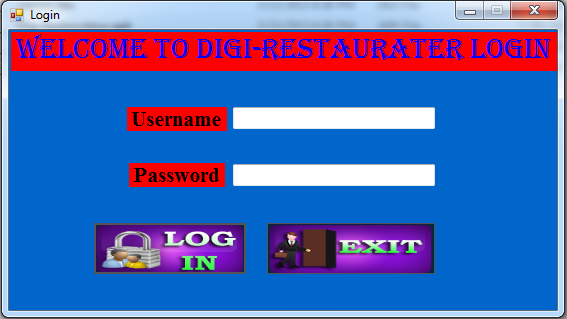 Login
WELCOME TO DIGI-RESTAURATER LOGIN
Username
Password
LOG
IN
EXIT